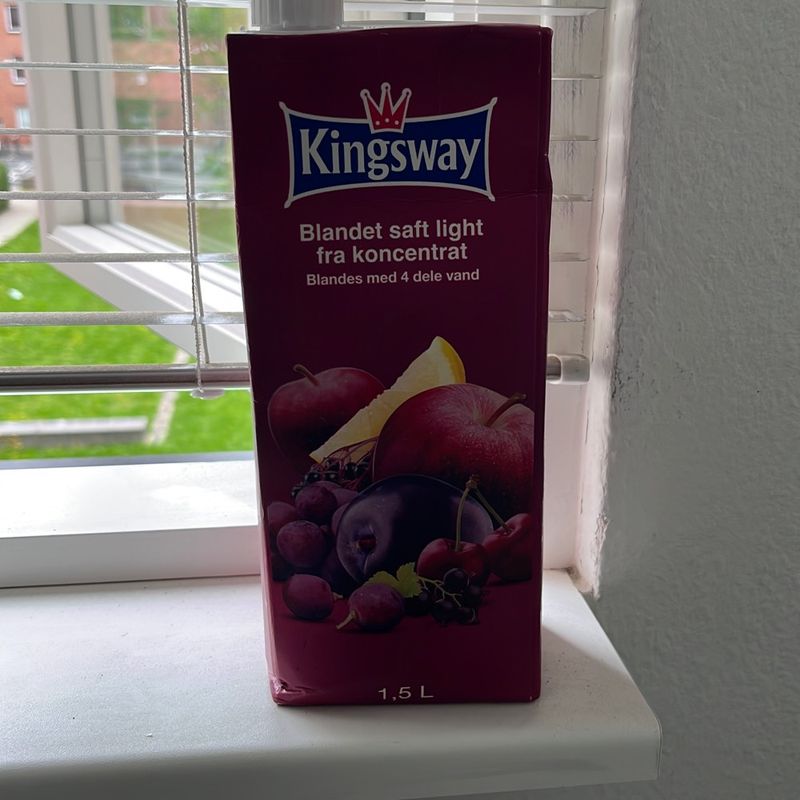 Kingsway
Blandet saft light
fra koncentrat
Blandes med 4 dele vand
1,5 L